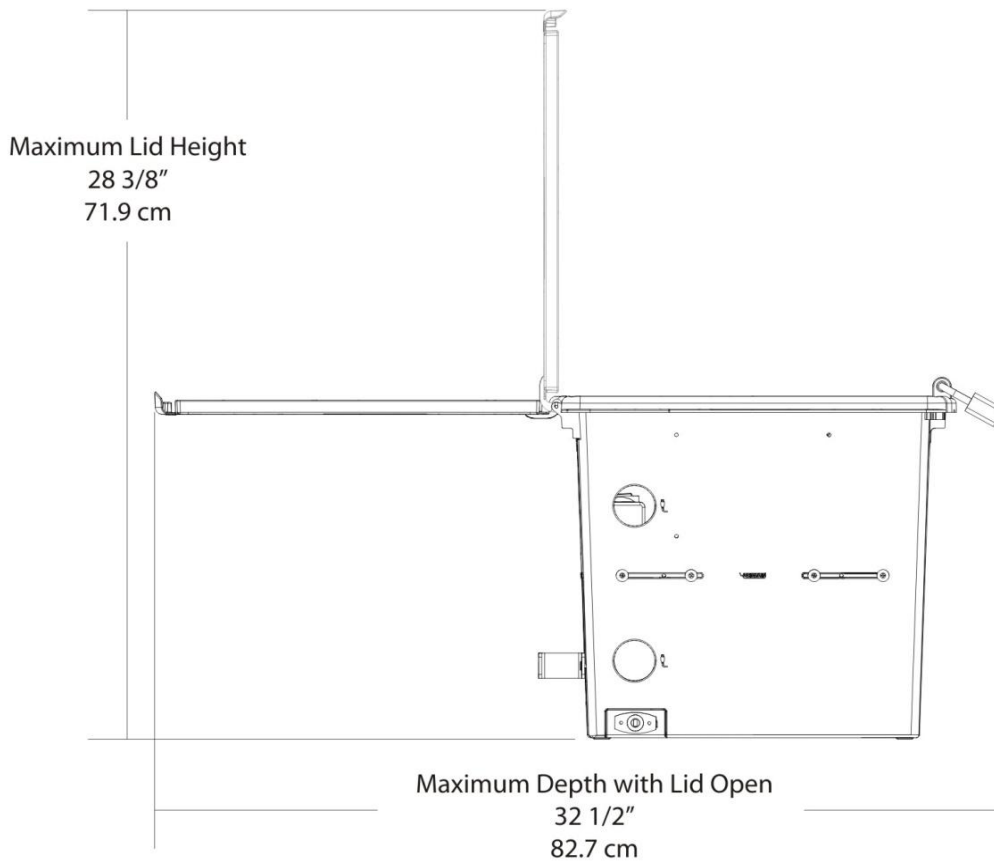 Maximum Lid Height
28 3/8”
71.9 cm
Maximum Depth with Lid Open
32 1/2”
82.7 cm